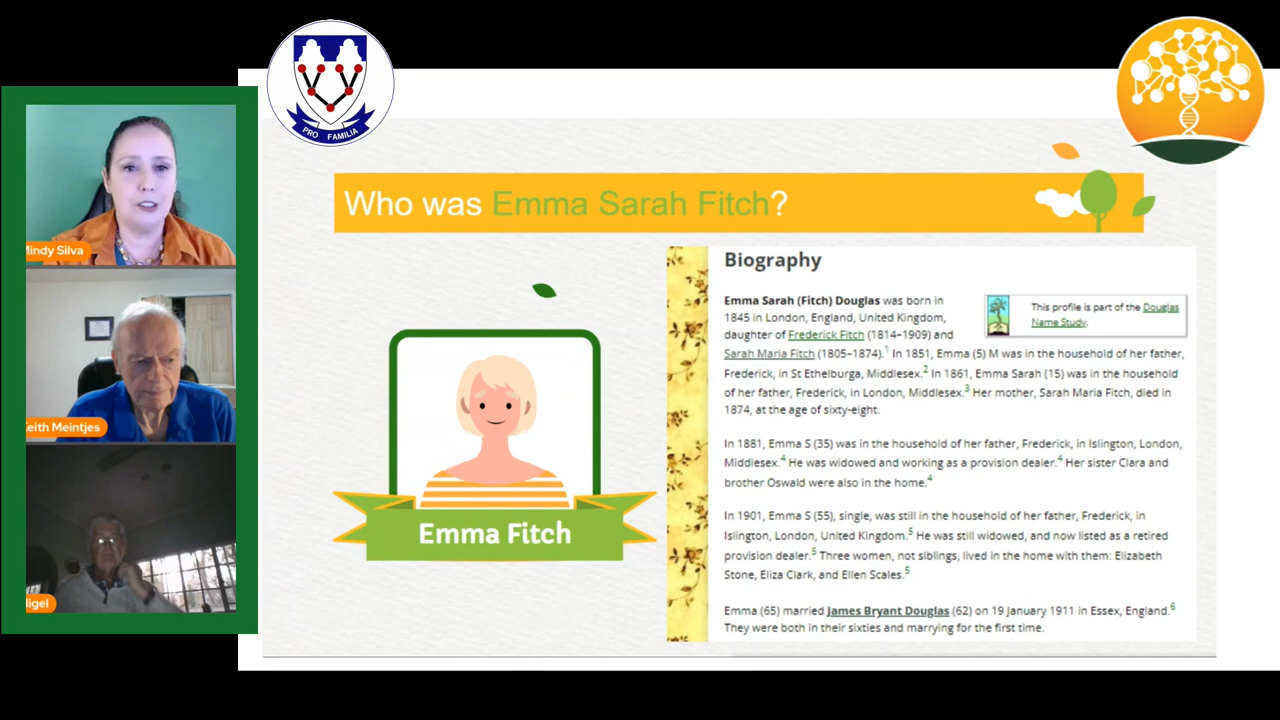 PRO FAMILIA
Who was Emma Sarah Fitch?
Mindy Silva
Keith Meintjes
Nigel
Emma Fitch
Biography
Emma Sarah (Fitch) Douglas was born in
1845 in London, England, United Kingdom,
daughter of Frederick Fitch (1814–1909) and
Sarah Maria Fitch (1805–1874).1 In 1851, Emma (5) M was in the household of her father,
Frederick, in St Ethelburga, Middlesex.2 In 1861, Emma Sarah (15) was in the household
of her father, Frederick, in London, Middlesex.3 Her mother, Sarah Maria Fitch, died in
1874, at the age of sixty-eight.
This profile is part of the Douglas
Name Study.
In 1881, Emma S (35) was in the household of her father, Frederick, in Islington, London,
Middlesex.4 He was widowed and working as a provision dealer.4 Her sister Clara and
brother Oswald were also in the home.4
In 1901, Emma S (55), single, was still in the household of her father, Frederick, in
Islington, London, United Kingdom.5 He was still widowed, and now listed as a retired
provision dealer.5 Three women, not siblings, lived in the home with them: Elizabeth
Stone, Eliza Clark, and Ellen Scales.5
Emma (65) married James Bryant Douglas (62) on 19 January 1911 in Essex, England.6
They were both in their sixties and marrying for the first time.